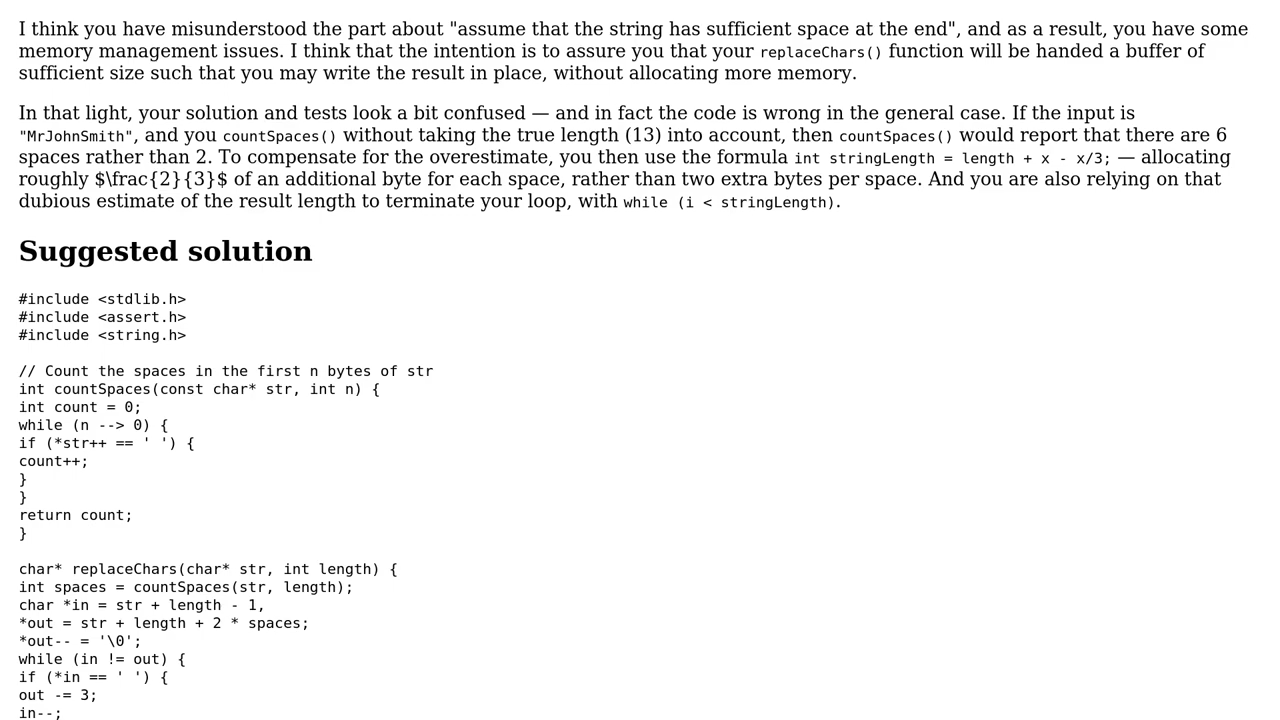 I think you have misunderstood the part about "assume that the string has sufficient space at the end", and as a result, you have some
memory management issues. I think that the intention is to assure you that your replaceChars() function will be handed a buffer of
sufficient size such that you may write the result in place, without allocating more memory.
In that light, your solution and tests look a bit confused — and in fact the code is wrong in the general case. If the input is
"MrJohnSmith", and you countSpaces() without taking the true length (13) into account, then countSpaces() would report that there are 6
spaces rather than 2. To compensate for the overestimate, you then use the formula int stringLength = length + x - x/3; — allocating
roughly $\frac{2}{3}$ of an additional byte for each space, rather than two extra bytes per space. And you are also relying on that
dubious estimate of the result length to terminate your loop, with while (i < stringLength).
Suggested solution
#include <stdlib.h>
#include <assert.h>
#include <string.h>
// Count the spaces in the first n bytes of str
int countSpaces(const char* str, int n) {
int count = 0;
while (n --> 0) {
if (*str++ == ' ') {
count++;
}
}
return count;
}
char* replaceChars(char* str, int length) {
int spaces = countSpaces(str, length);
char *in = str + length - 1,
*out = str + length + 2 * spaces;
*out-- = '\0';
while (in != out) {
if (*in == ' ') {
out -= 3;
in--;